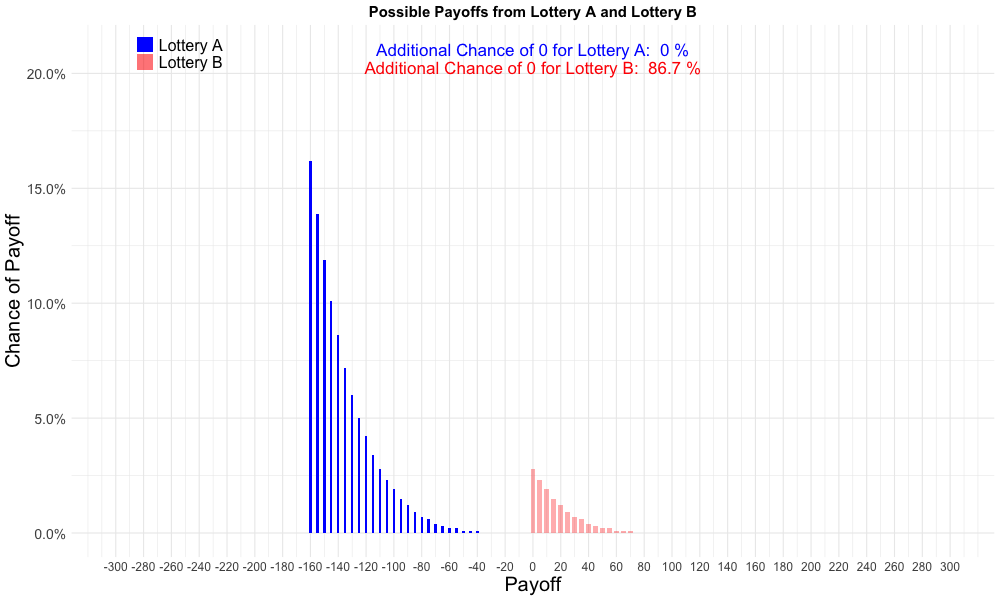 Possible Payoffs from Lottery A and Lottery B
Lottery A
Lottery B
Additional Chance of 0 for Lottery A:  0 %
Additional Chance of 0 for Lottery B:  86.7 %
Chance of Payoff
20.0%
15.0%
10.0%
5.0%
0.0%
-300 -280 -260 -240 -220 -200 -180 -160 -140 -120 -100 -80 -60 -40 -20 0 20 40 60 80 100 120 140 160 180 200 220 240 260 280 300
Payoff